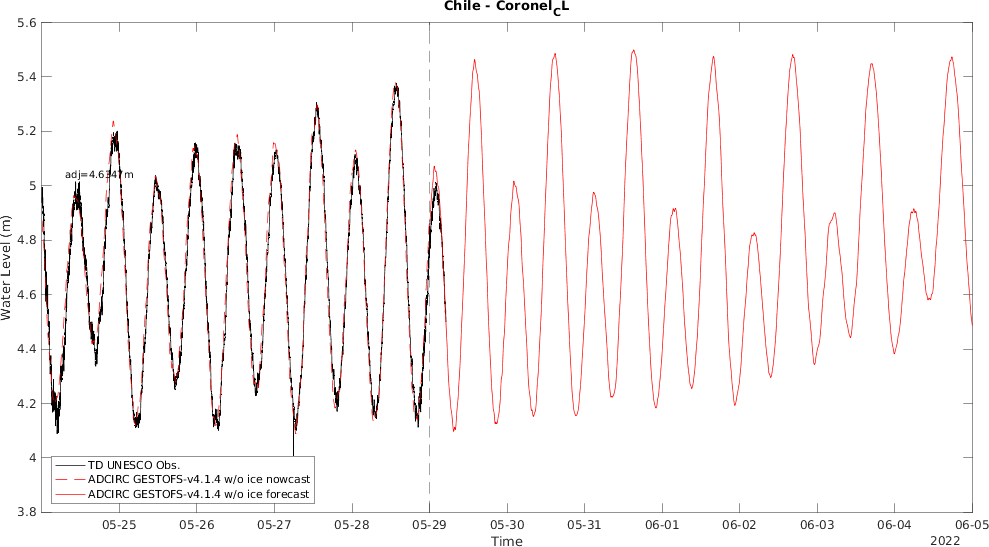 Chile - Coronel_CL
5.6
5.4
5.2
5
4.8
4.6
4.4
4.2
4
3.8
Water Level (m)
adj=4.6347m
TD UNESCO Obs.
ADCIRC GESTOFS-v4.1.4 w/o ice nowcast
ADCIRC GESTOFS-v4.1.4 w/o ice forecast
05-25 05-26 05-27 05-28 05-29 05-30 05-31 06-01 06-02 06-03 06-04 06-05
Time
2022